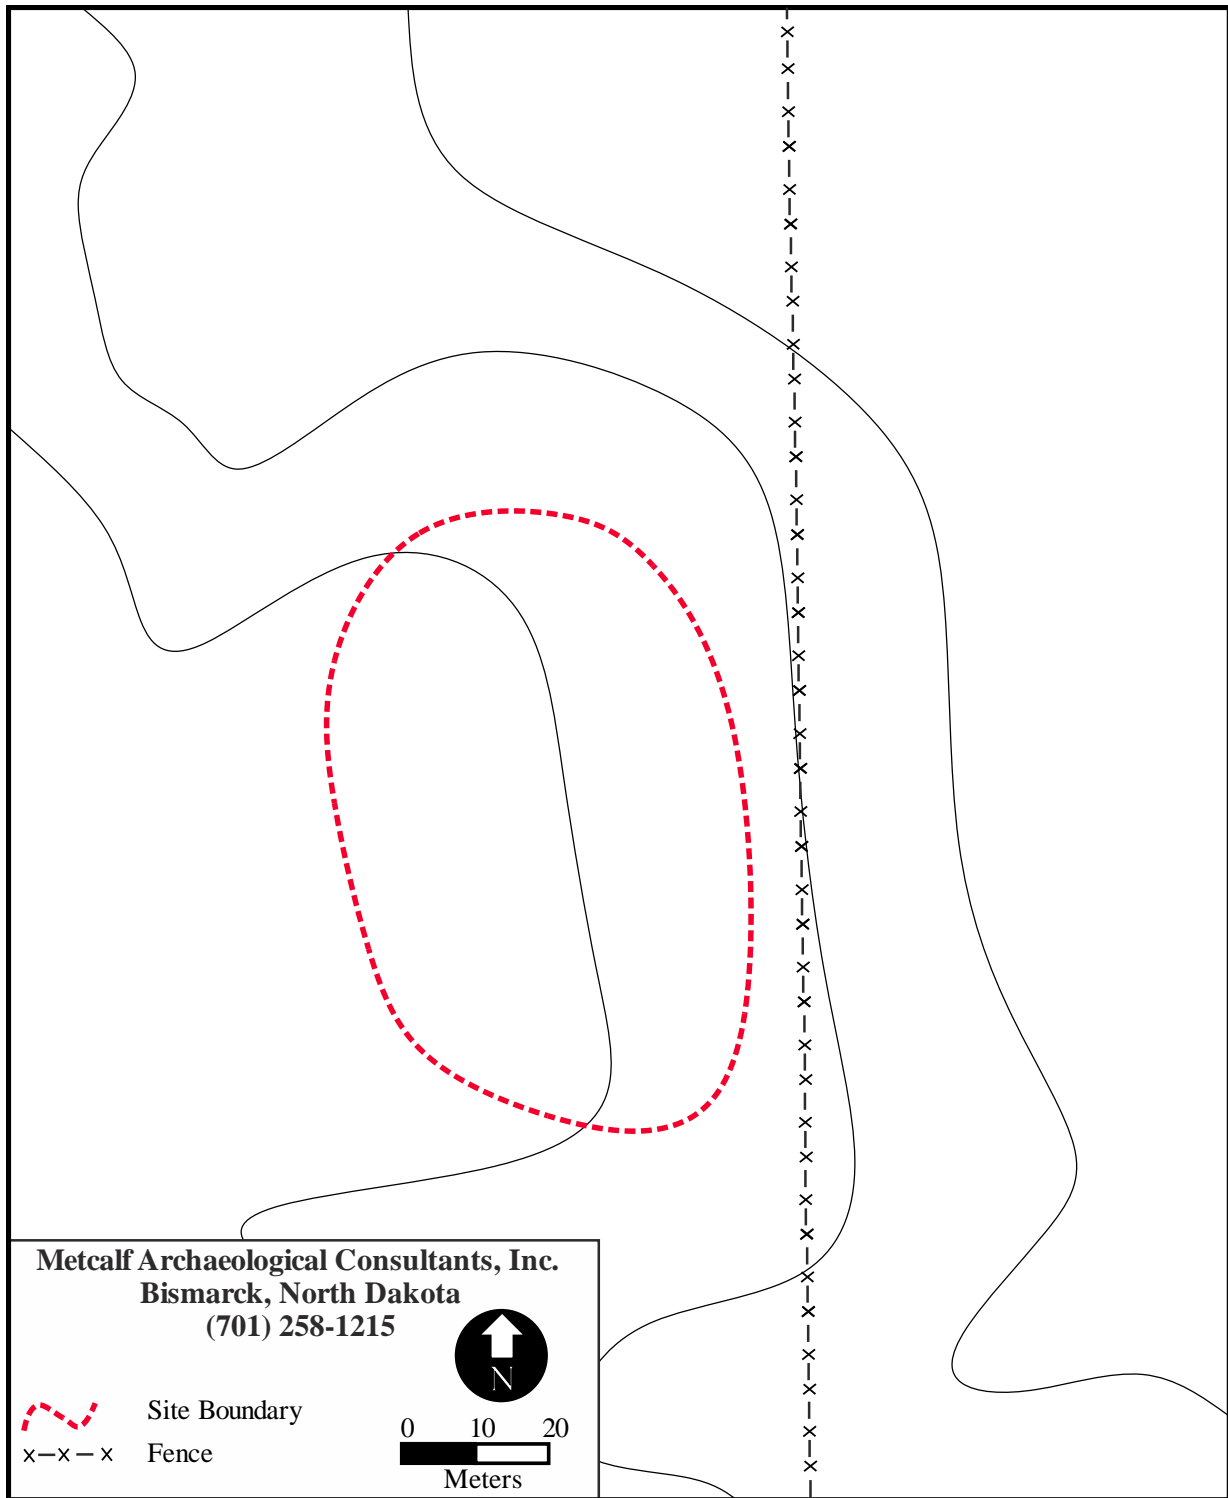 Metcalf Archaeological Consultants, Inc.
Bismarck, North Dakota
(701) 258-1215
N
Site Boundary
0 10 20
Fence
Meters